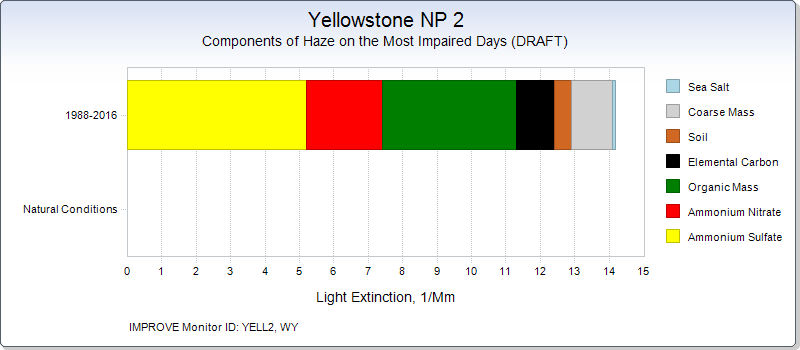 Yellowstone NP 2
Components of Haze on the Most Impaired Days (DRAFT)
1988-2016
Natural Conditions
0 1 2 3 4 5 6 7 8 9 10 11 12 13 14 15
Light Extinction, 1/Mm
Sea Salt
Coarse Mass
Soil
Elemental Carbon
Organic Mass
Ammonium Nitrate
Ammonium Sulfate
IMPROVE Monitor ID: YELL2, WY